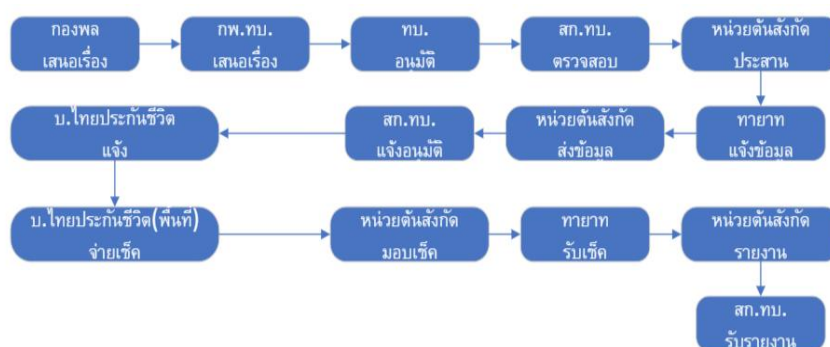 กองพล
เสนอเรื่อง
กพ.ทบ.
เสนอเรื่อง
ทบ.
อนุมัติ
สก.ทบ.
ตรวจสอบ
หน่วยต้นสังกัด
ประสาน
ทายาท
แจ้งข้อมูล
หน่วยต้นสังกัด
ส่งข้อมูล
สก.ทบ.
แจ้งอนุมัติ
บ.ไทยประกันชีวิต
แจ้ง
บ.ไทยประกันชีวิต(พื้นที่)
จ่ายเช็ค
หน่วยต้นสังกัด
มอบเช็ค
ทายาท
รับเช็ค
หน่วยต้นสังกัด
รายงาน
สก.ทบ.
รับรายงาน